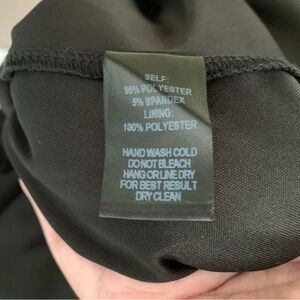 SELF:
95% POLYESTER
5% SPANDEX
LINING:
100% POLYESTER
HAND WASH COLD
DO NOT BLEACH
HANG OR LINE DRY
FOR BEST RESULT
DRY CLEAN